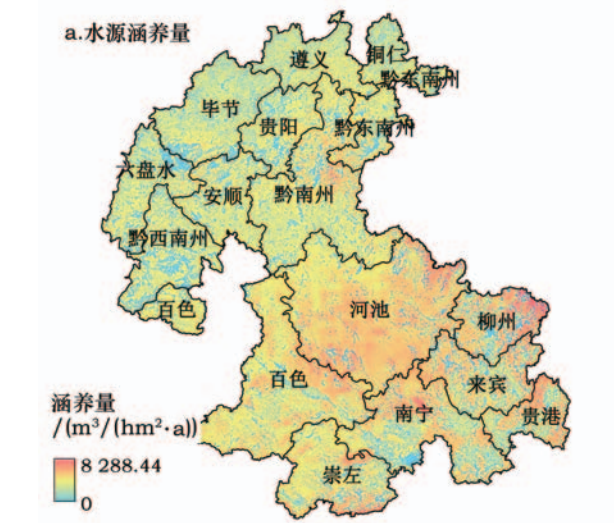 a.水源涵养量
铜仁
遵义
黔东南州
毕节
贵阳
黔东南州
六盘水
安顺
黔南州
黔西南州
百色
河池
柳州
百色
来宾
南宁
贵港
崇左
涵养量
/(m³/(hm²·a))
8 288.44
0